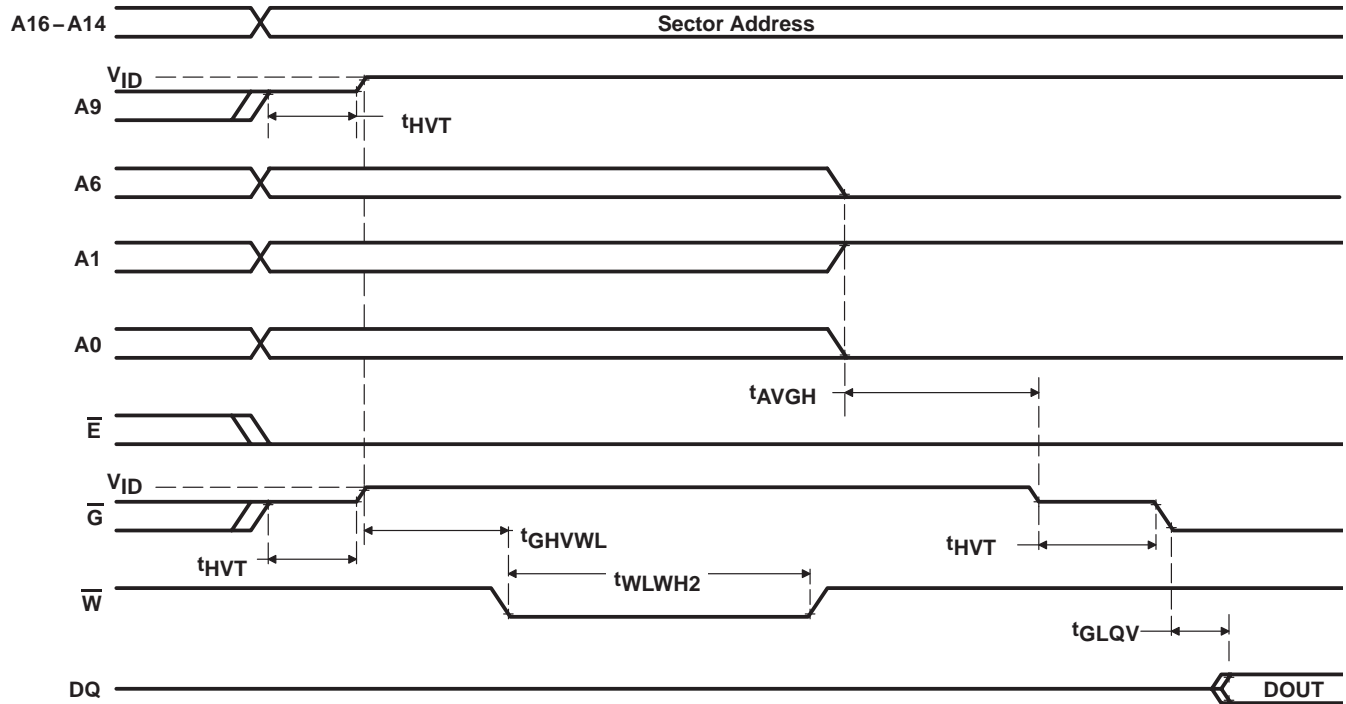 A16–A14
Sector Address
VID
A9
tHVT
A6
A1
A0
tAVGH
E̅
VID
G̅
tGHVWL
tHVT
tHVT
tWLWH2
W̅
tGLQV
DQ
DOUT